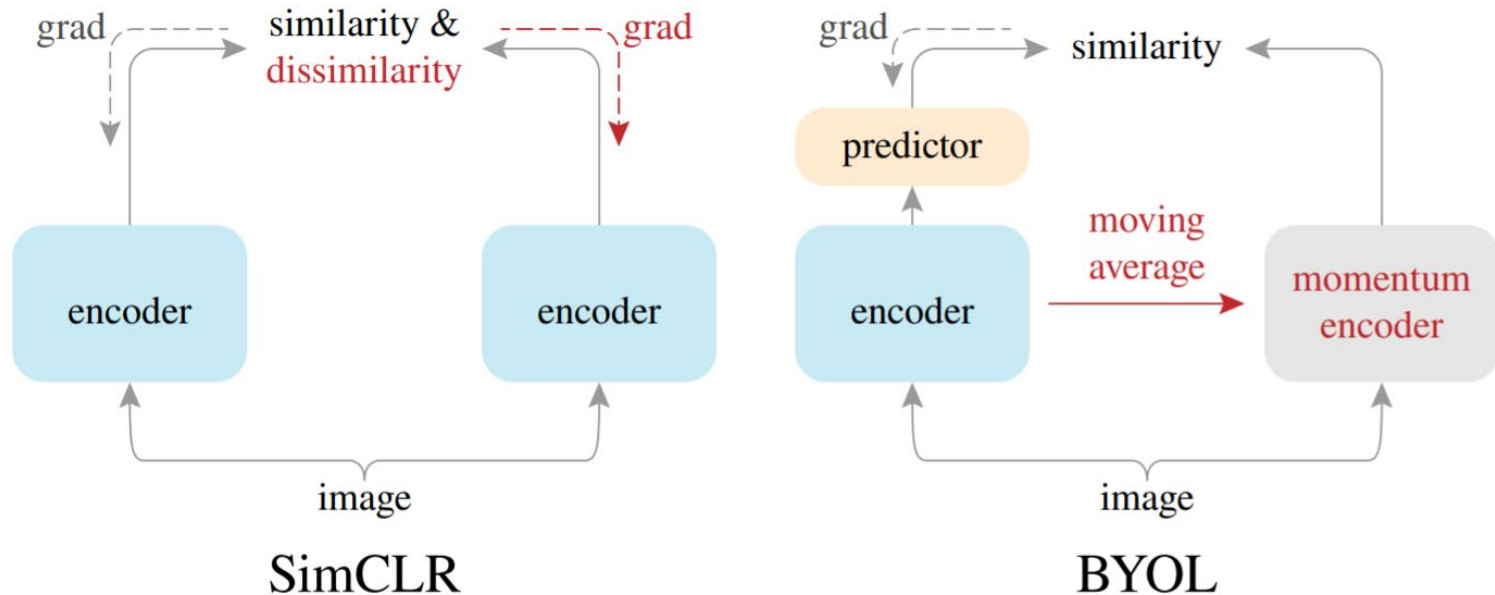 grad
similarity &
dissimilarity
grad
encoder
encoder
image
SimCLR
grad
similarity
predictor
encoder
moving
average
momentum
encoder
image
BYOL